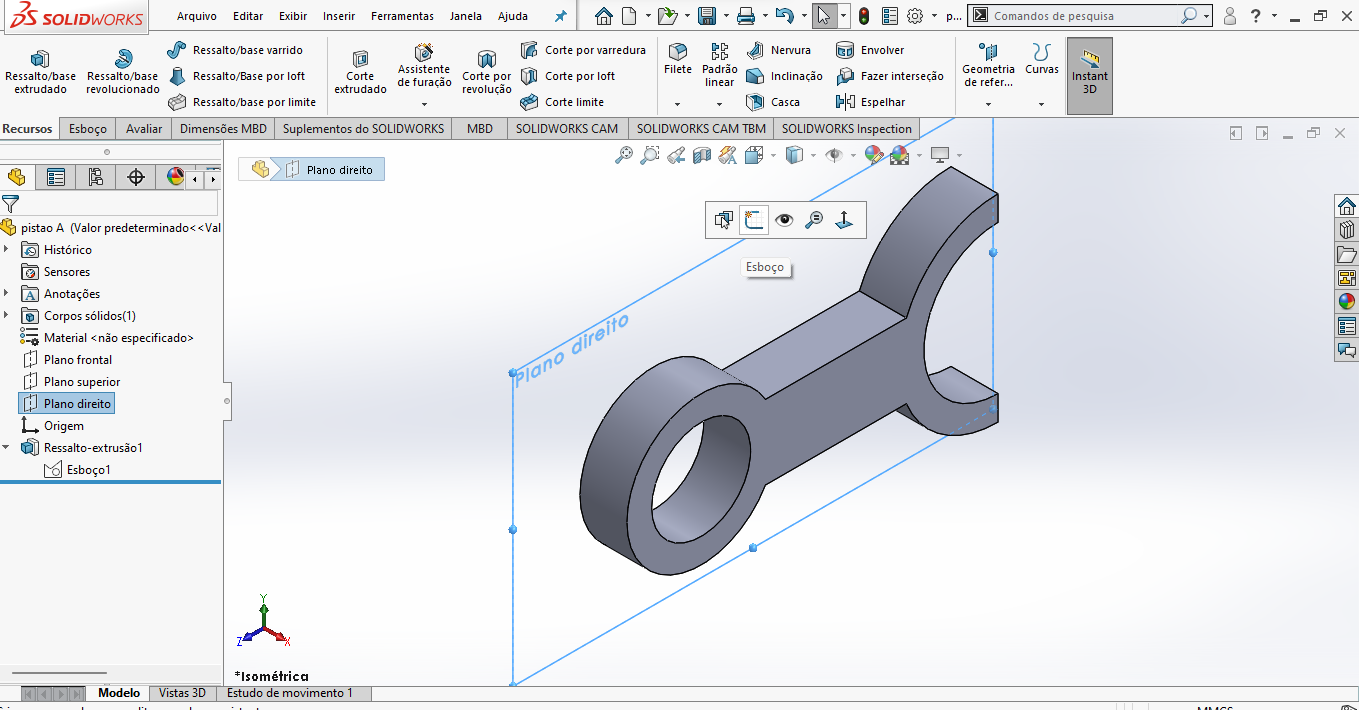 SOLIDWORKS
Arquivo Editar Exibir Inserir Ferramentas Janela Ajuda
p...
Comandos de pesquisa
Ressalto/base extrudado
Ressalto/base revolucionado
Ressalto/base varrido
Ressalto/Base por loft
Ressalto/base por limite
Corte extrudado
Assistente de furação
Corte por revolução
Corte por varredura
Corte por loft
Corte limite
Filete
Padrão linear
Nervura
Inclinação
Casca
Envolver
Fazer interseção
Espelhar
Geometria de refer...
Curvas
Instant 3D
Recursos Esboço Avaliar Dimensões MBD Suplementos do SOLIDWORKS MBD SOLIDWORKS CAM SOLIDWORKS CAM TBM SOLIDWORKS Inspection
Plano direito
pistao A (Valor predeterminado<<Val
Histórico
Sensores
Anotações
Corpos sólidos(1)
Material <não especificado>
Plano frontal
Plano superior
Plano direito
Origem
Ressalto-extrusão1
Esboço1
Esboço
Plano direito
Y
Z
X
*Isométrica
Modelo Vistas 3D Estudo de movimento 1